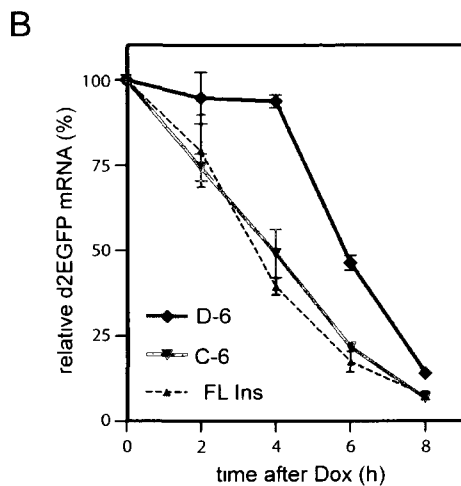 B
relative d2EGFP mRNA (%)
100
75
50
25
0
D-6
C-6
FL Ins
0 2 4 6 8
time after Dox (h)